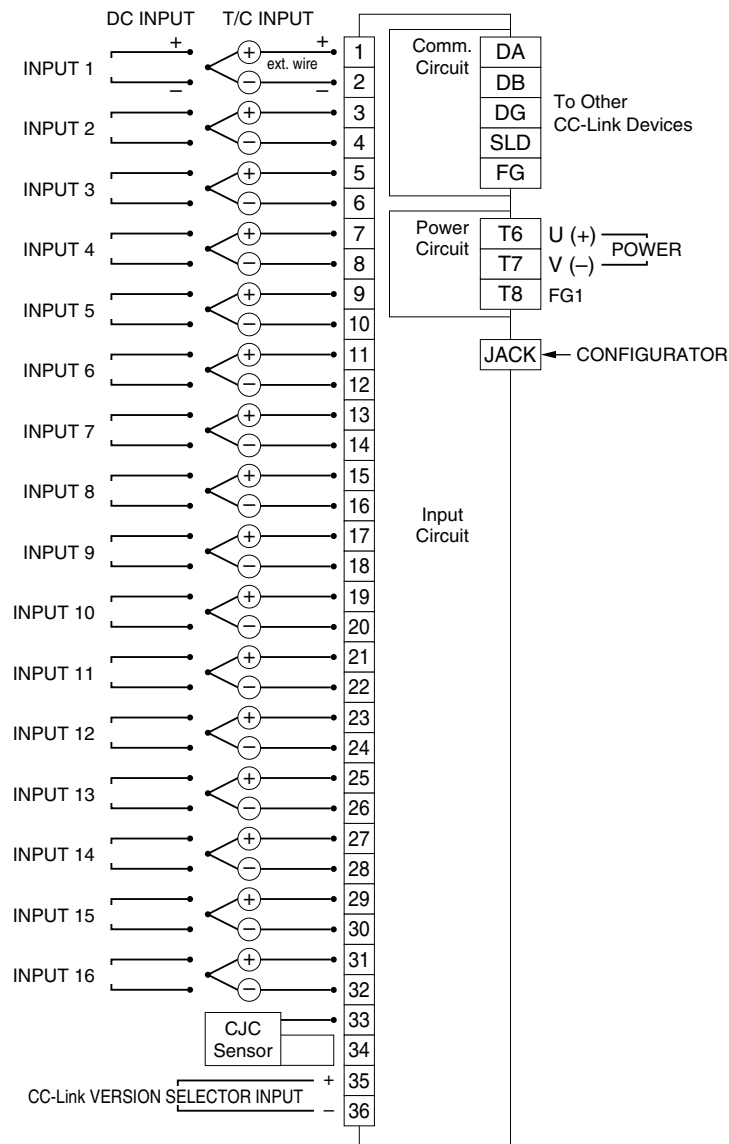 DC INPUT T/C INPUT
INPUT 1 + – + ext. wire – + – 1 2
INPUT 2 + – 3 4
INPUT 3 + – 5 6
INPUT 4 + – 7 8
INPUT 5 + – 9 10
INPUT 6 + – 11 12
INPUT 7 + – 13 14
INPUT 8 + – 15 16
INPUT 9 + – 17 18
INPUT 10 + – 19 20
INPUT 11 + – 21 22
INPUT 12 + – 23 24
INPUT 13 + – 25 26
INPUT 14 + – 27 28
INPUT 15 + – 29 30
INPUT 16 + – 31 32
CJC
Sensor
33
34
CC-Link VERSION SELECTOR INPUT + – 35 36
Comm.
Circuit
DA
DB
DG
SLD
FG
To Other
CC-Link Devices
Power
Circuit
T6 U (+)
T7 V (–)
POWER
T8 FG1
JACK CONFIGURATOR
Input
Circuit